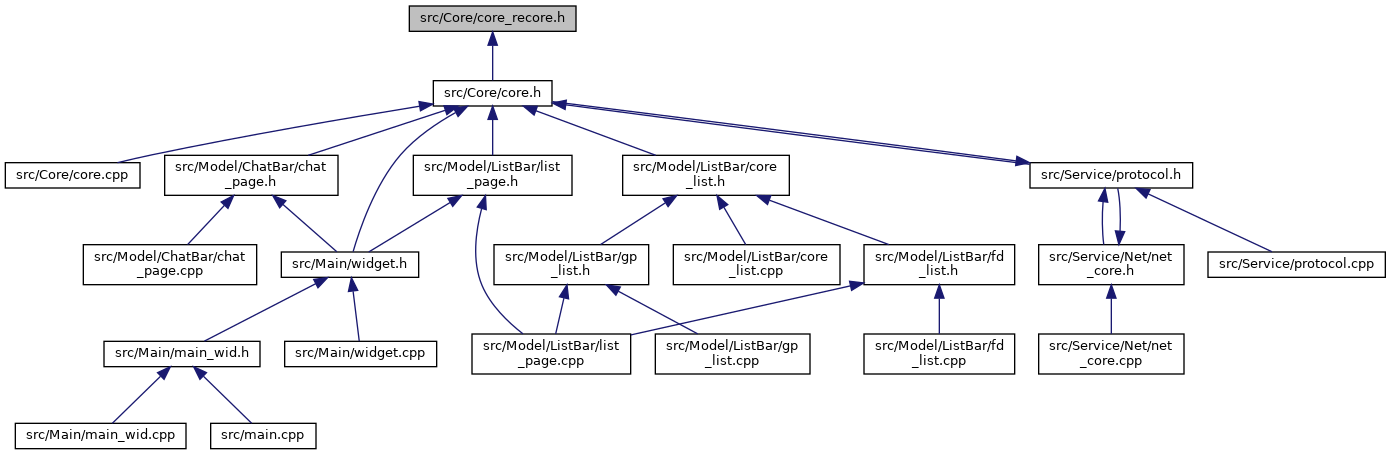 src/Core/core_recore.h
src/Core/core.h
src/Core/core.cpp
src/Model/ChatBar/chat
_page.h
src/Model/ListBar/list
_page.h
src/Model/ListBar/core
_list.h
src/Service/protocol.h
src/Model/ChatBar/chat
_page.cpp
src/Main/widget.h
src/Model/ListBar/gp
_list.h
src/Model/ListBar/core
_list.cpp
src/Model/ListBar/fd
_list.h
src/Service/Net/net
_core.h
src/Service/protocol.cpp
src/Main/main_wid.h
src/Main/widget.cpp
src/Model/ListBar/list
_page.cpp
src/Model/ListBar/gp
_list.cpp
src/Model/ListBar/fd
_list.cpp
src/Service/Net/net
_core.cpp
src/Main/main_wid.cpp
src/main.cpp